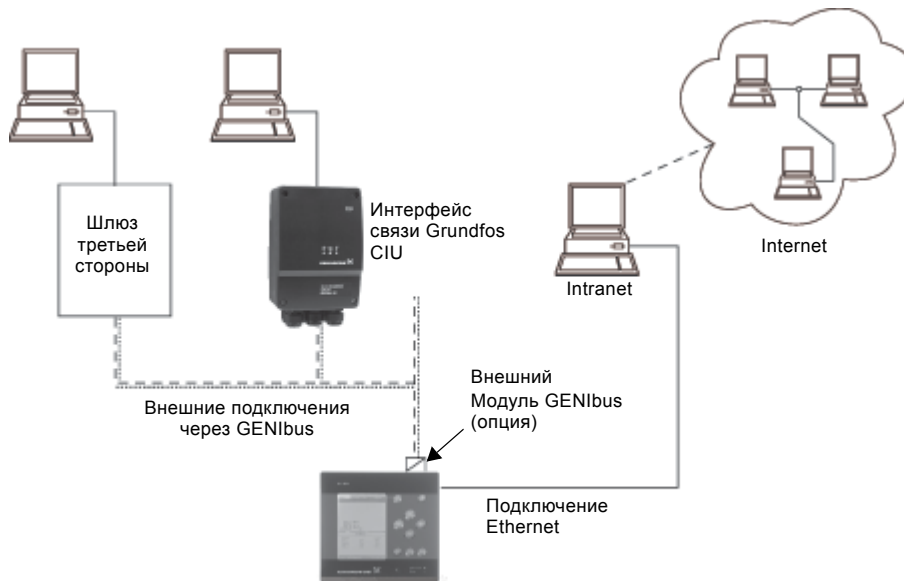 Шлюз
третьей
стороны
Интерфейс
связи Grundfos
CIU
Intranet
Internet
Внешние подключения
через GENIbus
Внешний
Модуль GENIbus
(опция)
Подключение
Ethernet